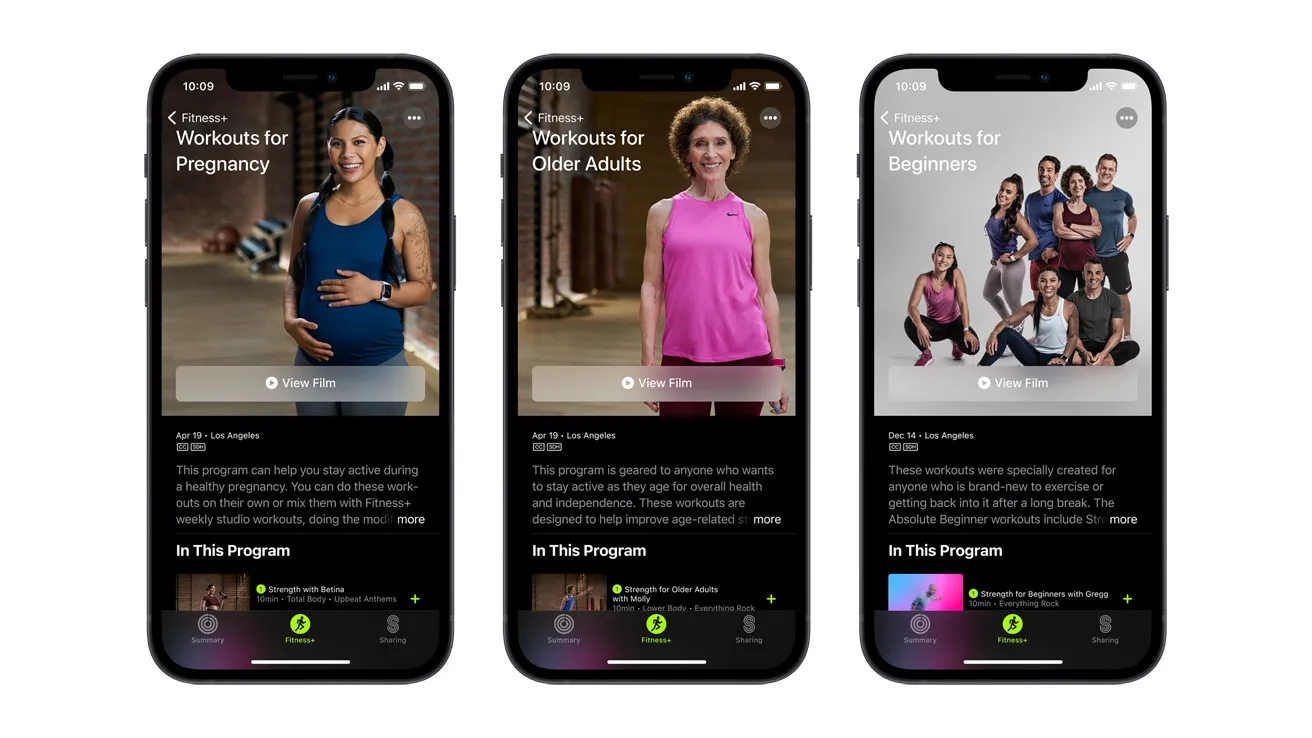 10:09
Fitness+
Workouts for
Pregnancy
View Film
Apr 19 • Los Angeles
CC SDH
This program can help you stay active during
a healthy pregnancy. You can do these work-
outs on their own or mix them with Fitness+
weekly studio workouts, doing the modi more
In This Program
1 Strength with Betina
10min • Total Body • Upbeat Anthems
Summary
Fitness+
Sharing
10:09
Fitness+
Workouts for
Older Adults
View Film
Apr 19 • Los Angeles
CC SDH
This program is geared to anyone who wants
to stay active as they age for overall health
and independence. These workouts are
designed to help improve age-related st more
In This Program
1 Strength for Older Adults
with Molly
10min • Lower Body • Everything Rock
Summary
Fitness+
Sharing
10:09
Fitness+
Workouts for
Beginners
View Film
Dec 14 • Los Angeles
CC SDH
These workouts were specially created for
anyone who is brand-new to exercise or
getting back into it after a long break. The
Absolute Beginner workouts include Stre more
In This Program
1 Strength for Beginners with Gregg
10min • Everything Rock
Summary
Fitness+
Sharing